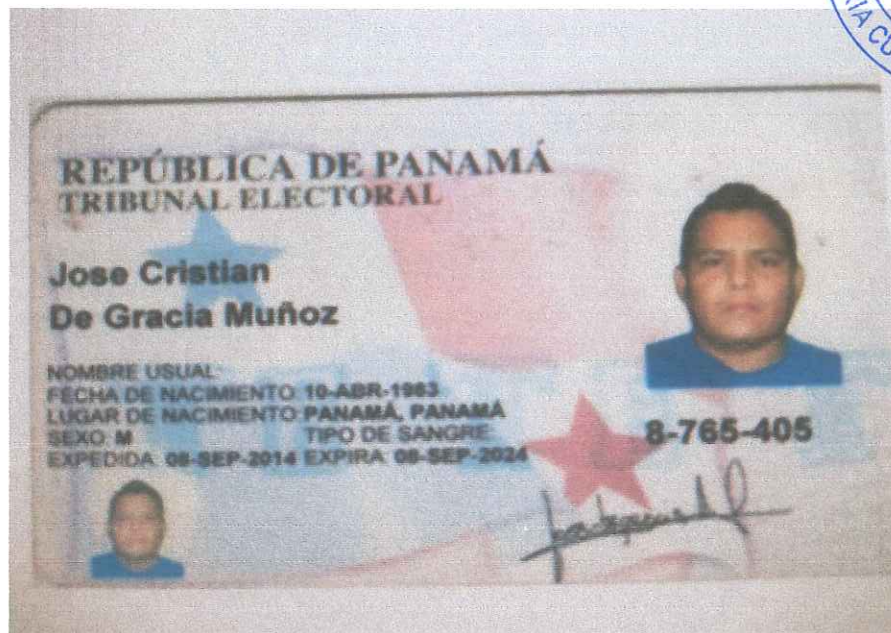 REPÚBLICA DE PANAMÁ
TRIBUNAL ELECTORAL
Jose Cristian
De Gracia Muñoz
NOMBRE USUAL:
FECHA DE NACIMIENTO: 10-ABR-1983
LUGAR DE NACIMIENTO: PANAMÁ, PANAMÁ
SEXO: M TIPO DE SANGRE:
EXPEDIDA: 08-SEP-2014 EXPIRA: 08-SEP-2024
8-765-405